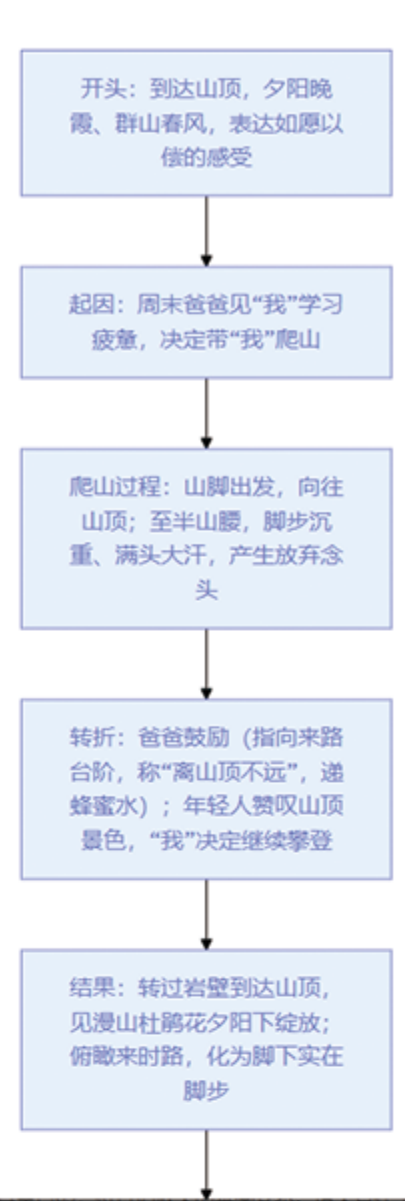 开头：到达山顶，夕阳晚
霞、群山春风，表达如愿以
偿的感受
起因：周末爸爸见“我”学习
疲惫，决定带“我”爬山
爬山过程：山脚出发，向往
山顶；至半山腰，脚步沉
重、满头大汗，产生放弃念
头
转折：爸爸鼓励（指向来路
台阶，称“离山顶不远”，递
蜂蜜水）；年轻人赞叹山顶
景色，“我”决定继续攀登
结果：转过岩壁到达山顶，
见漫山杜鹃花夕阳下绽放；
俯瞰来时路，化为脚下实在
脚步